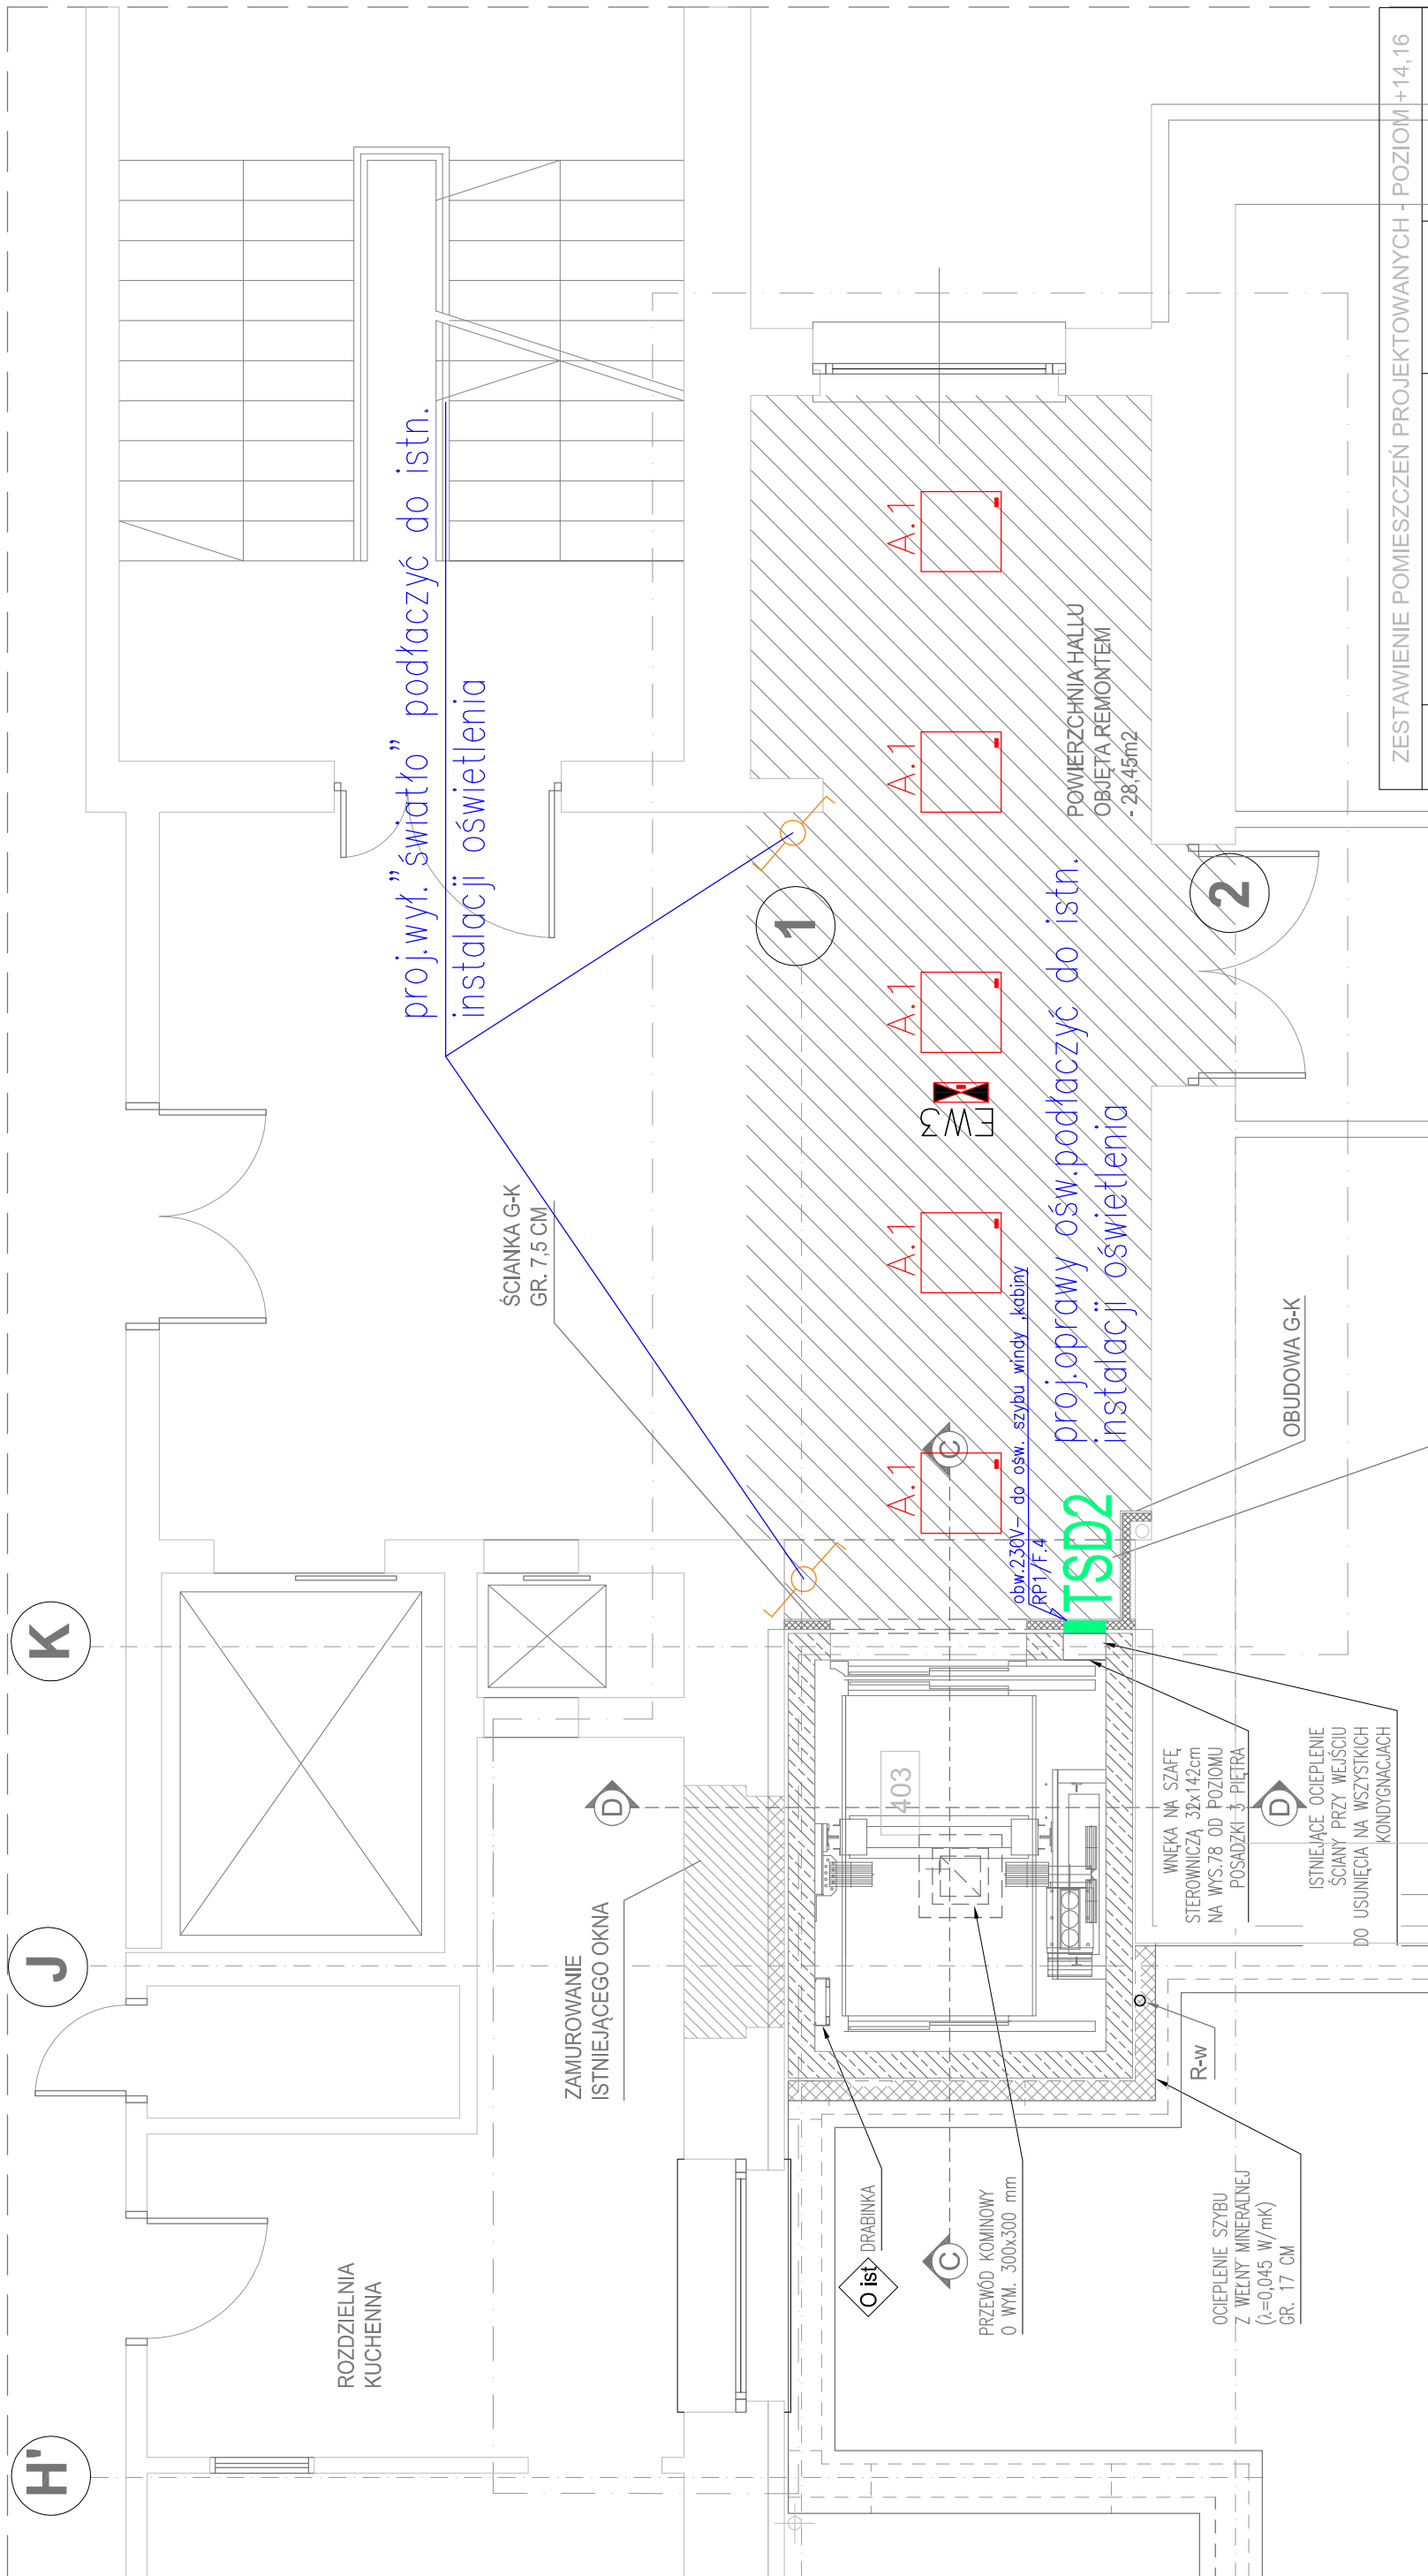 H'
J
K
ROZDZIELNIA
KUCHENNA
proj.wył."światło" podłaczyć do istn.
instalacji oświetlenia
ŚCIANKA G-K
GR. 7,5 CM
ZAMUROWANIE
ISTNIEJĄCEGO OKNA
D
1
O ist
DRABINKA
403
A.1
A.1
A.1
A.1
A.1
EW3
C
C
PRZEWÓD KOMINOWY
O WYM. 300x300 mm
obw.230V- do ośw. szybu windy ,kabiny
RP1/F.4
TSD2
proj.oprawy ośw.podłaczyć do istn.
instalacji oświetlenia
POWIERZCHNIA HALLU
OBJĘTA REMONTEM
- 28,45m2
WNĘKA NA SZAFĘ
STEROWNICZĄ 32x142cm
NA WYS.78 OD POZIOMU
POSADZKI 3 PIĘTRA
R-w
2
OCIEPLENIE SZYBU
Z WEŁNY MINERALNEJ
(λ=0,045 W/mK)
GR. 17 CM
D
OBUDOWA G-K
ISTNIEJĄCE OCIEPLENIE
ŚCIANY PRZY WEJŚCIU
DO USUNIĘCIA NA WSZYSTKICH
KONDYGNACJACH
ZESTAWIENIE POMIESZCZEŃ PROJEKTOWANYCH - POZIOM +14,16